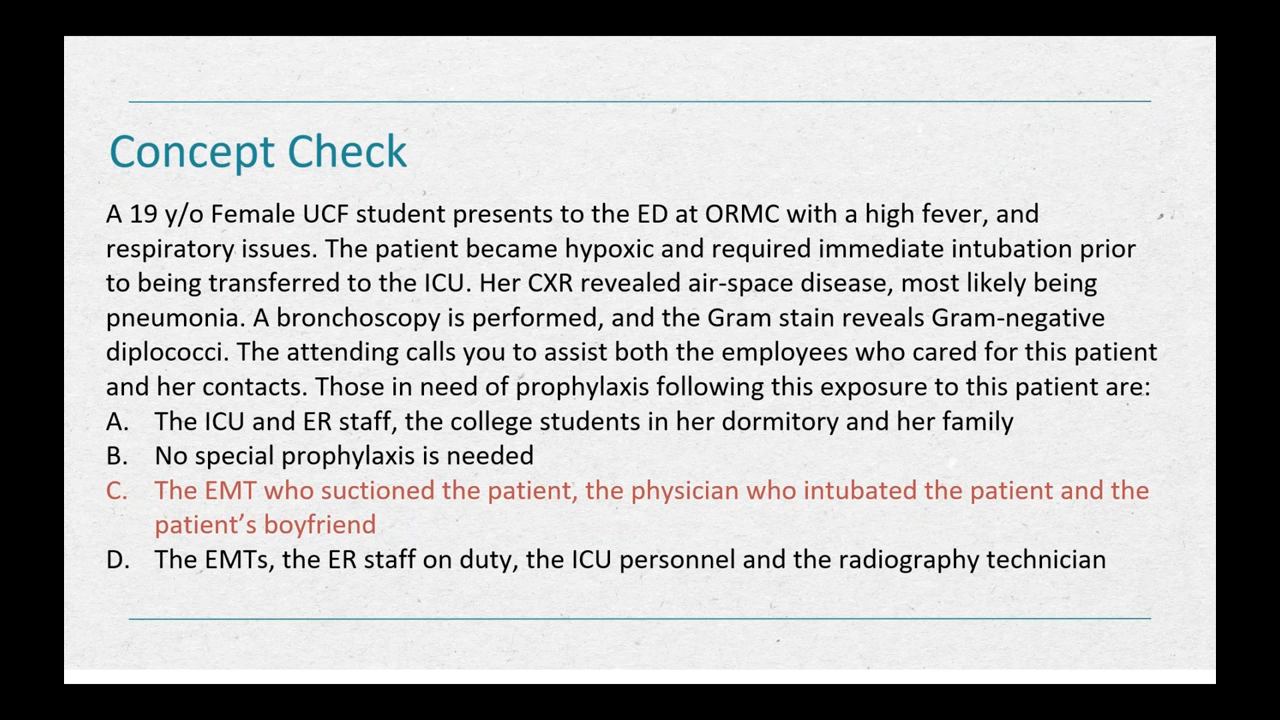 Concept Check
A 19 y/o Female UCF student presents to the ED at ORMC with a high fever, and
respiratory issues. The patient became hypoxic and required immediate intubation prior
to being transferred to the ICU. Her CXR revealed air-space disease, most likely being
pneumonia. A bronchoscopy is performed, and the Gram stain reveals Gram-negative
diplococci. The attending calls you to assist both the employees who cared for this patient
and her contacts. Those in need of prophylaxis following this exposure to this patient are:
A. The ICU and ER staff, the college students in her dormitory and her family
B. No special prophylaxis is needed
C. The EMT who suctioned the patient, the physician who intubated the patient and the
patient’s boyfriend
D. The EMTs, the ER staff on duty, the ICU personnel and the radiography technician